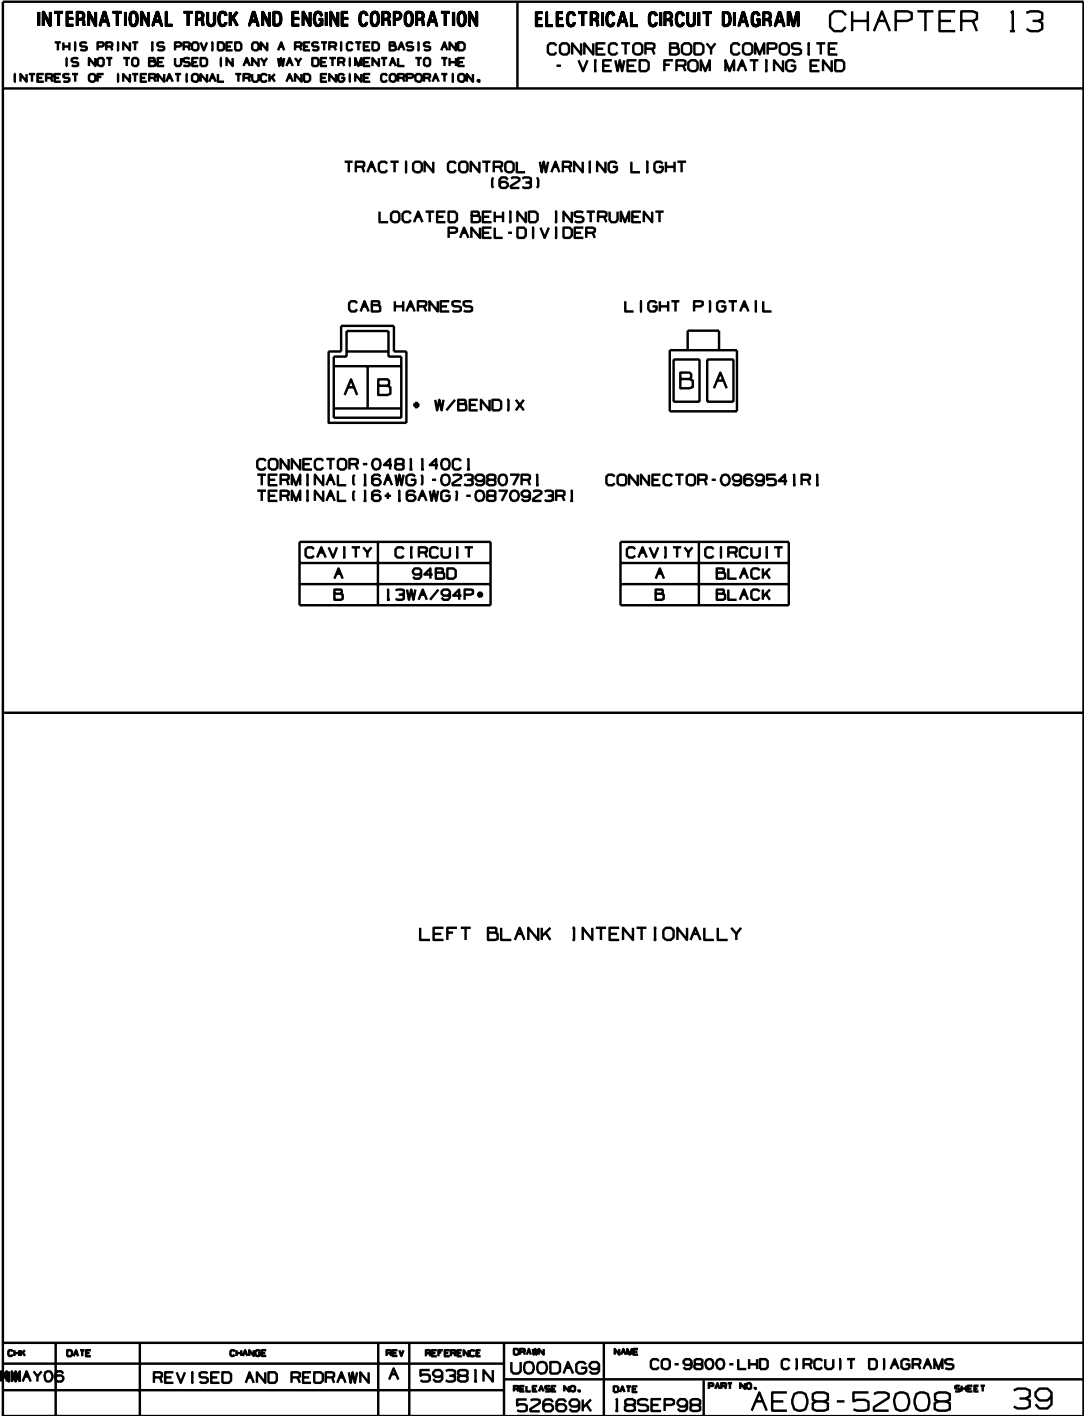 INTERNATIONAL TRUCK AND ENGINE CORPORATION
THIS PRINT IS PROVIDED ON A RESTRICTED BASIS AND
IS NOT TO BE USED IN ANY WAY DETRIMENTAL TO THE
INTEREST OF INTERNATIONAL TRUCK AND ENGINE CORPORATION.
ELECTRICAL CIRCUIT DIAGRAM CHAPTER 13
CONNECTOR BODY COMPOSITE
- VIEWED FROM MATING END
TRACTION CONTROL WARNING LIGHT
(623)
LOCATED BEHIND INSTRUMENT
PANEL-DIVIDER
CAB HARNESS
A B
• W/BENDIX
CONNECTOR-0481140C1
TERMINAL(16AWG)-0239807R1
TERMINAL(16+16AWG)-0870923R1
CAVITY CIRCUIT
A 94BD
B 13WA/94P•
LIGHT PIGTAIL
B A
CONNECTOR-0969541R1
CAVITY CIRCUIT
A BLACK
B BLACK
LEFT BLANK INTENTIONALLY
CHK DATE CHANGE REV REFERENCE
REVISED AND REDRAWN A 59381N
DRAWN
U00DAG9
NAME
CO-9800-LHD CIRCUIT DIAGRAMS
RELEASE NO.
52669K
DATE
18SEP98
PART NO.
AE08-52008
SHEET 39